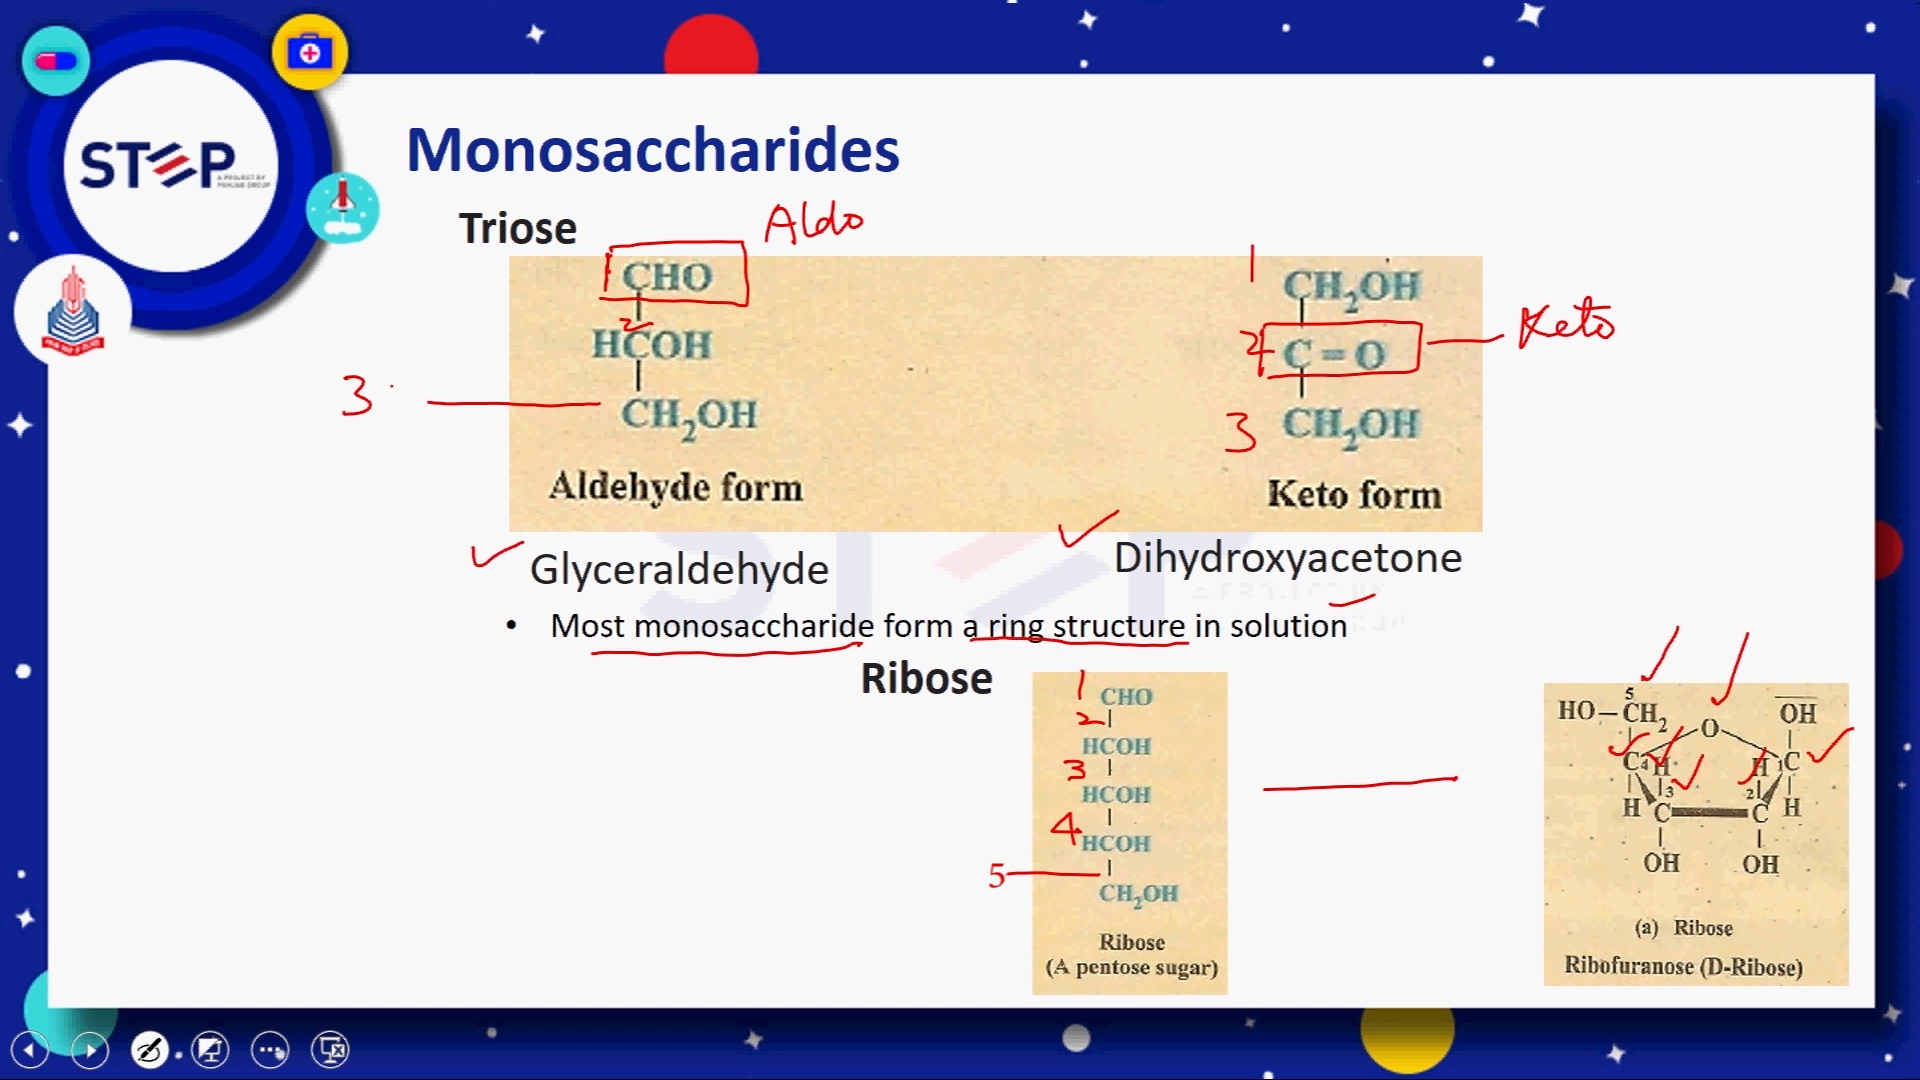 STEP
A PROJECT BY
PUNJAB GROUP
Monosaccharides
Triose
Aldo
1
CHO
2
HCOH
3
CH2OH
Aldehyde form
1
CH2OH
2
C = O
Keto
3
CH2OH
Keto form
Glyceraldehyde
Dihydroxyacetone
• Most monosaccharide form a ring structure in solution
Ribose
1
CHO
2
HCOH
3
HCOH
4
HCOH
5
CH2OH
Ribose
(A pentose sugar)
5
HO – CH2
O
OH
C 4 H
H 1 C
3
2
H C
C H
OH
OH
(a) Ribose
Ribofuranose (D-Ribose)